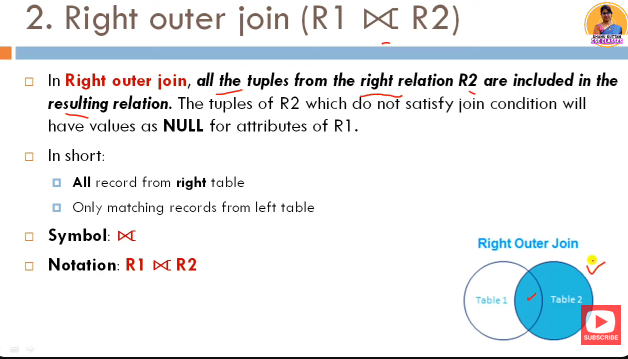 2. Right outer join (R1 ⟖ R2)
In Right outer join, all the tuples from the right relation R2 are included in the
resulting relation. The tuples of R2 which do not satisfy join condition will
have values as NULL for attributes of R1.
In short:
All record from right table
Only matching records from left table
Symbol: ⟖
Notation: R1 ⟖ R2
Right Outer Join
Table 1
Table 2
SUBSCRIBE